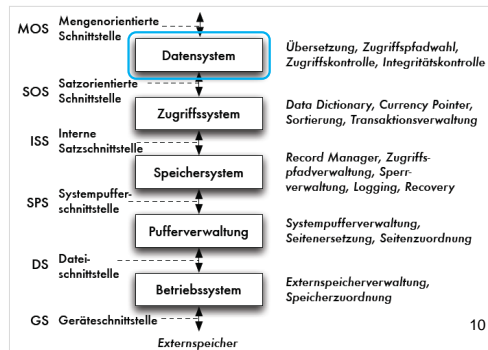 MOS Mengenorientierte
Schnittstelle
Datensystem
Übersetzung, Zugriffspfadwahl,
Zugriffskontrolle, Integritätskontrolle
SOS Satzorientierte
Schnittstelle
Zugriffssystem
Data Dictionary, Currency Pointer,
Sortierung, Transaktionsverwaltung
ISS Interne
Satzschnittstelle
Speichersystem
Record Manager, Zugriffs-
pfadverwaltung, Sperr-
verwaltung, Logging, Recovery
SPS Systempuffer-
schnittstelle
Pufferverwaltung
Systempufferverwaltung,
Seitenersetzung, Seitenzuordnung
DS Datei-
schnittstelle
Betriebssystem
Externspeicherverwaltung,
Speicherzuordnung
GS Geräteschnittstelle
Externspeicher
10